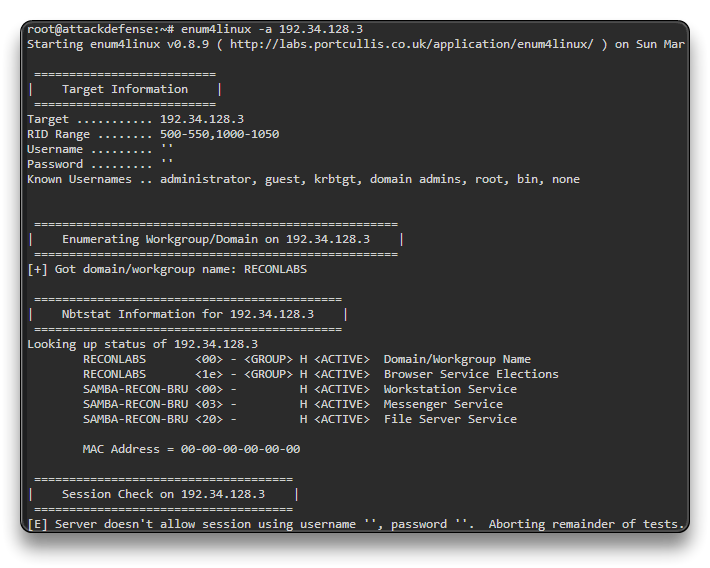 root@attackdefense:~# enum4linux -a 192.34.128.3
Starting enum4linux v0.8.9 ( http://labs.portcullis.co.uk/application/enum4linux/ ) on Sun Mar
==========================
|    Target Information    |
==========================
Target ........... 192.34.128.3
RID Range ........ 500-550,1000-1050
Username ......... ''
Password ......... ''
Known Usernames .. administrator, guest, krbtgt, domain admins, root, bin, none
====================================================
|    Enumerating Workgroup/Domain on 192.34.128.3    |
====================================================
[+] Got domain/workgroup name: RECONLABS
============================================
|    Nbtstat Information for 192.34.128.3    |
============================================
Looking up status of 192.34.128.3
RECONLABS       <00> - <GROUP> H <ACTIVE>  Domain/Workgroup Name
RECONLABS       <1e> - <GROUP> H <ACTIVE>  Browser Service Elections
SAMBA-RECON-BRU <00> -         H <ACTIVE>  Workstation Service
SAMBA-RECON-BRU <03> -         H <ACTIVE>  Messenger Service
SAMBA-RECON-BRU <20> -         H <ACTIVE>  File Server Service
MAC Address = 00-00-00-00-00-00
=====================================
|    Session Check on 192.34.128.3    |
=====================================
[E] Server doesn't allow session using username '', password ''.  Aborting remainder of tests.